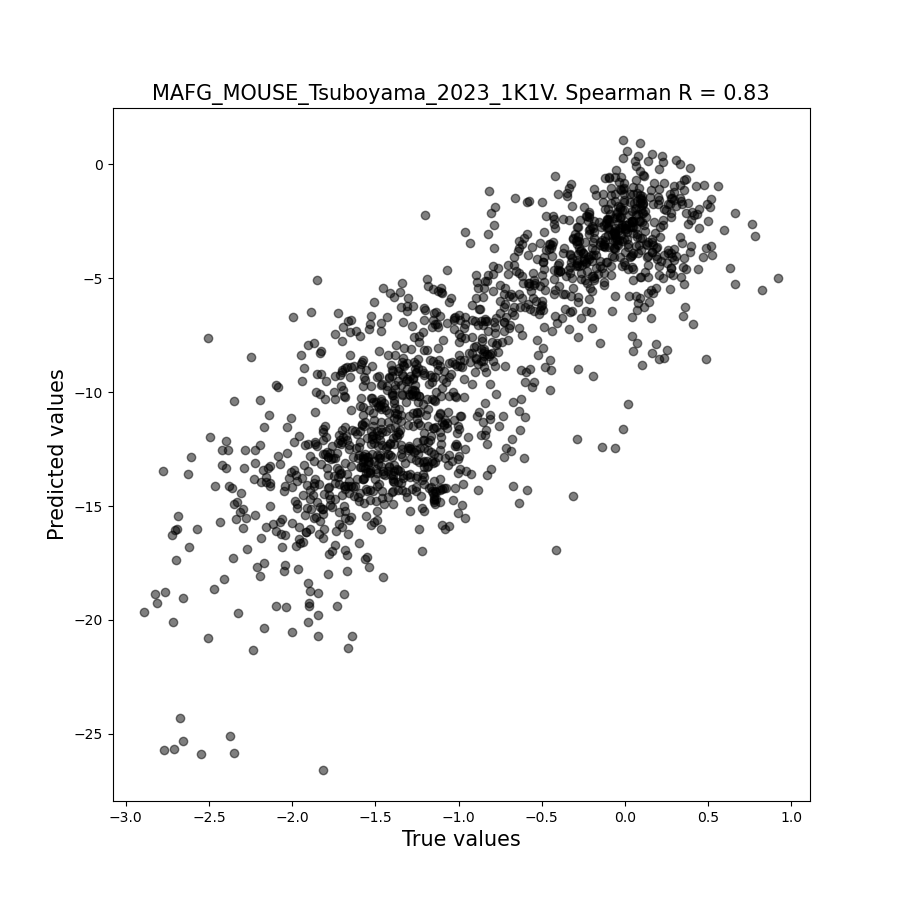 MAFG_MOUSE_Tsuboyama_2023_1K1V. Spearman R = 0.83
Predicted values
0
−5
−10
−15
−20
−25
−3.0 −2.5 −2.0 −1.5 −1.0 −0.5 0.0 0.5 1.0
True values